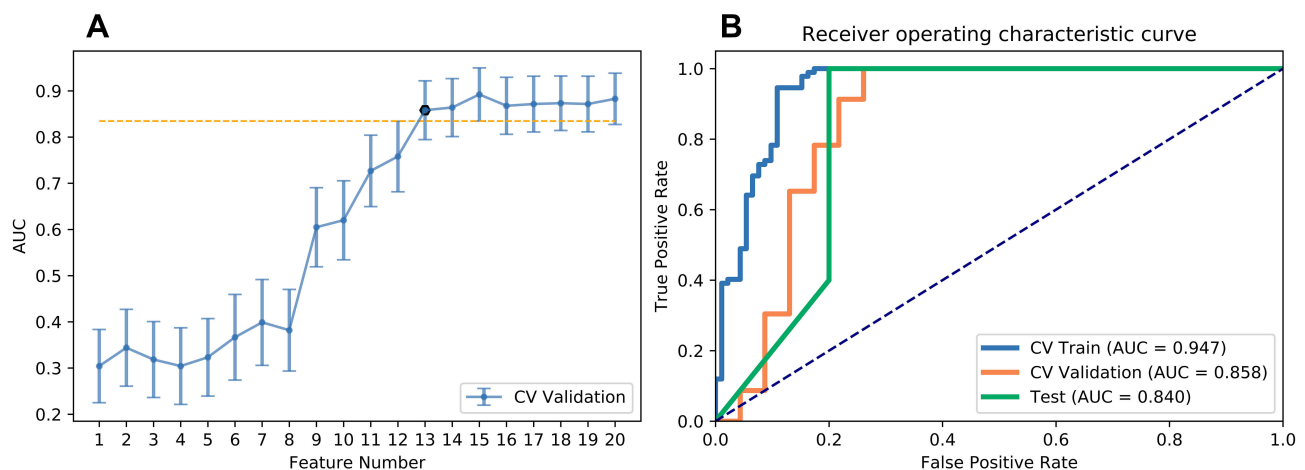 A
0.9
0.8
0.7
0.6
0.5
0.4
0.3
0.2
AUC
1 2 3 4 5 6 7 8 9 10 11 12 13 14 15 16 17 18 19 20
Feature Number
CV Validation
B
Receiver operating characteristic curve
1.0
0.8
0.6
0.4
0.2
0.0
True Positive Rate
0.0 0.2 0.4 0.6 0.8 1.0
False Positive Rate
CV Train (AUC = 0.947)
CV Validation (AUC = 0.858)
Test (AUC = 0.840)